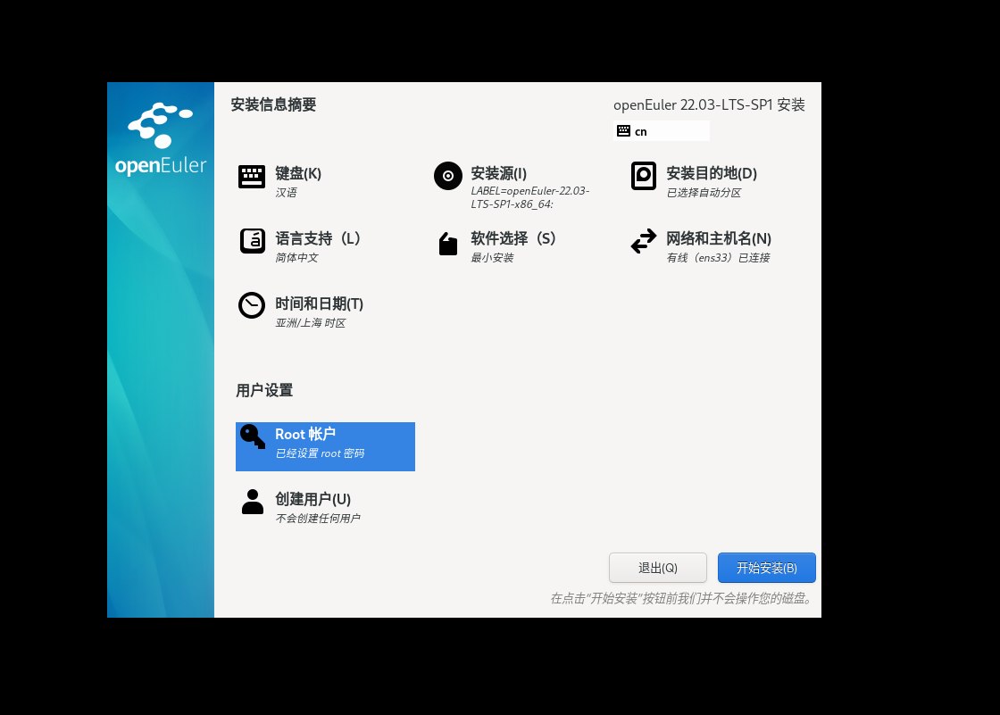 openEuler
安装信息摘要
openEuler 22.03-LTS-SP1 安装
cn
键盘(K)
汉语
安装源(I)
LABEL=openEuler-22.03-
LTS-SP1-x86_64:
安装目的地(D)
已选择自动分区
语言支持（L）
简体中文
软件选择（S）
最小安装
网络和主机名(N)
有线（ens33）已连接
时间和日期(T)
亚洲/上海 时区
用户设置
Root 帐户
已经设置 root 密码
创建用户(U)
不会创建任何用户
退出(Q)
开始安装(B)
在点击“开始安装”按钮前我们并不会操作您的磁盘。